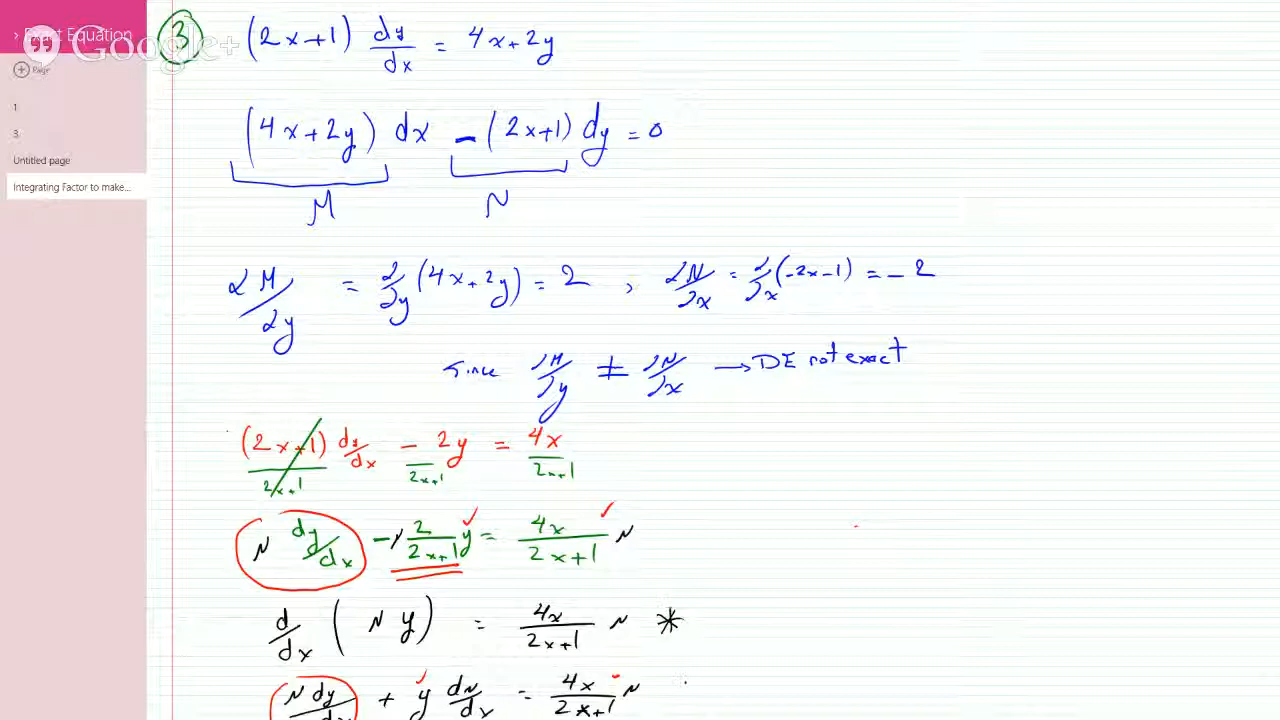 › Exact Equation
Google+
Page
1
3
Untitled page
Integrating Factor to make...
③ (2x+1) dy/dx = 4x+2y
(4x+2y) dx -(2x+1) dy = 0
M N
∂M/∂y = ∂/∂y (4x+2y) = 2 , ∂N/∂x = ∂/∂x (-2x-1) = -2
since ∂M/∂y ≠ ∂N/∂x → DE not exact
(2x+1)/(2x+1) dy/dx - 2y/(2x+1) = 4x/(2x+1)
μ dy/dx - μ 2/(2x+1) y = 4x/(2x+1) μ
d/dx (μ y) = 4x/(2x+1) μ *
μ dy/dx + y dμ/dx = 4x/(2x+1) μ